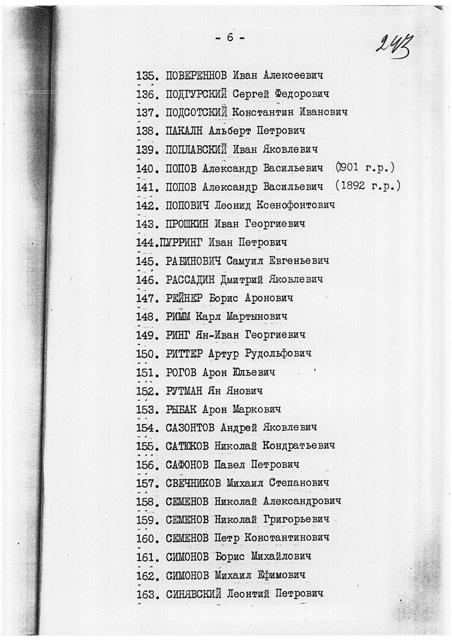 - 6 -
243
135. ПОВЕРЕННОВ Иван Алексеевич
136. ПОДГУРСКИЙ Сергей Федорович
137. ПОДСОТСКИЙ Константин Иванович
138. ПАКАЛН Альберт Петрович
139. ПОПЛАВСКИЙ Иван Яковлевич
140. ПОПОВ Александр Васильевич (1901 г.р.)
141. ПОПОВ Александр Васильевич (1892 г.р.)
142. ПОПОВИЧ Леонид Ксенофонтович
143. ПРОШКИН Иван Георгиевич
144.ПУРРИНГ Иван Петрович
145. РАБИНОВИЧ Самуил Евгеньевич
146. РАССАДИН Дмитрий Яковлевич
147. РЕЙНЕР Борис Аронович
148. РИММ Карл Мартынович
149. РИНГ Ян-Иван Георгиевич
150. РИТТЕР Артур Рудольфович
151. РОГОВ Арон Юльевич
152. РУТМАН Ян Янович
153. РЫБАК Арон Маркович
154. САЗОНТОВ Андрей Яковлевич
155. САТЮКОВ Николай Кондратьевич
156. САФОНОВ Павел Петрович
157. СВЕЧНИКОВ Михаил Степанович
158. СЕМЕНОВ Николай Александрович
159. СЕМЕНОВ Николай Григорьевич
160. СЕМЕНОВ Петр Константинович
161. СИМОНОВ Борис Михайлович
162. СИМОНОВ Михаил Ефимович
163. СИНЯВСКИЙ Леонтий Петрович